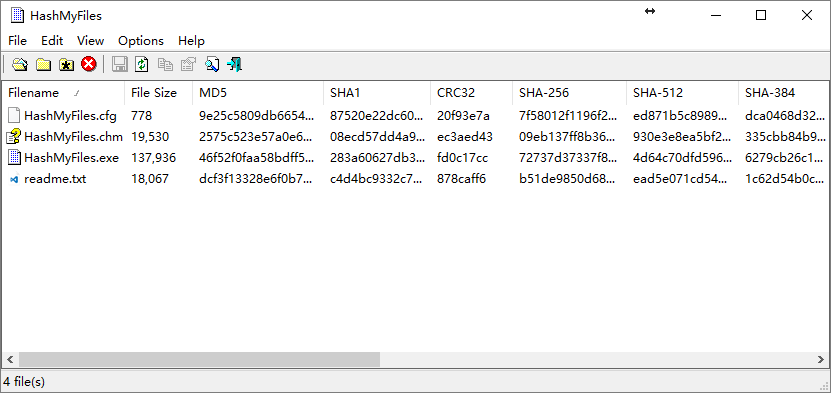 HashMyFiles
File Edit View Options Help
Filename File Size MD5 SHA1 CRC32 SHA-256 SHA-512 SHA-384
HashMyFiles.cfg 778 9e25c5809db6654... 87520e22dc60... 20f93e7a 7f58012f1196f2... ed871b5c8989... dca0468d32
HashMyFiles.chm 19,530 2575c523e57a0e6... 08ecd57dd4a9... ec3aed43 09eb137ff8b36... 930e3e8ea5bf2... 335cbb84b9...
HashMyFiles.exe 137,936 46f52f0faa58bdff5... 283a60627db3... fd0c17cc 72737d37337f8... 4d64c70dfd596... 6279cb26c1...
readme.txt 18,067 dcf3f13328e6f0b7... c4d4bc9332c7... 878caff6 b51de9850d68... ead5e071cd54... 1c62d54b0c...
4 file(s)